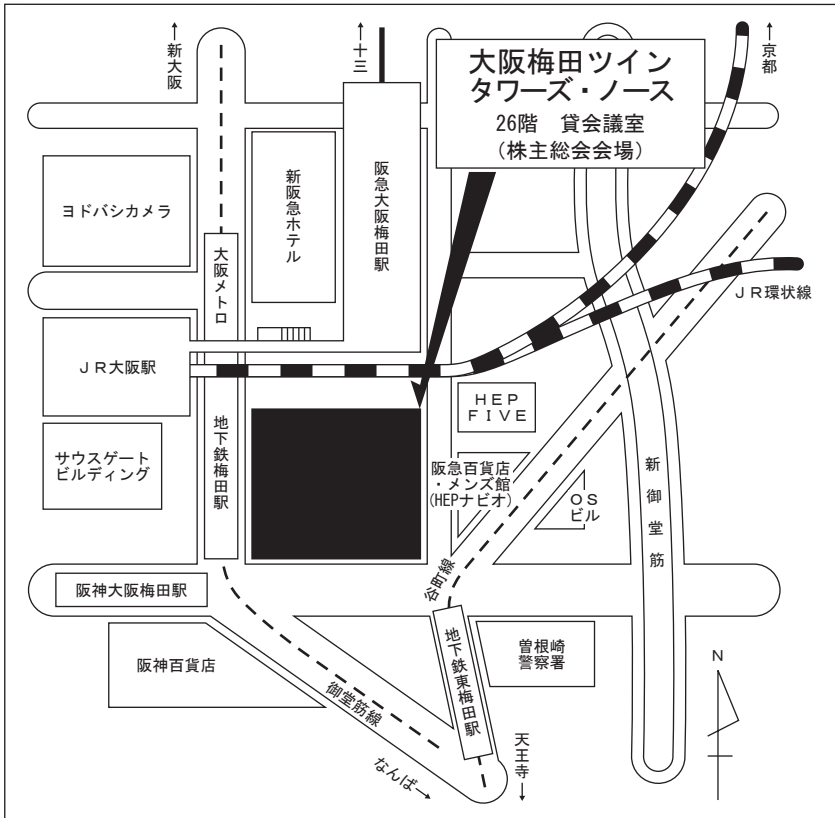 ←新大阪
←十三
←京都
大阪梅田ツイン
タワーズ・ノース
26階 貸会議室
(株主総会会場)
ヨドバシカメラ
新阪急ホテル
阪急大阪梅田駅
大阪メトロ
地下鉄梅田駅
JR環状線
JR大阪駅
HEP
FIVE
サウスゲート
ビルディング
阪急百貨店
・メンズ館
(HEPナビオ)
OS
ビル
新御堂筋
谷町線
阪神大阪梅田駅
地下鉄東梅田駅
曽根崎
警察署
阪神百貨店
御堂筋線
なんば→
天王寺→
N